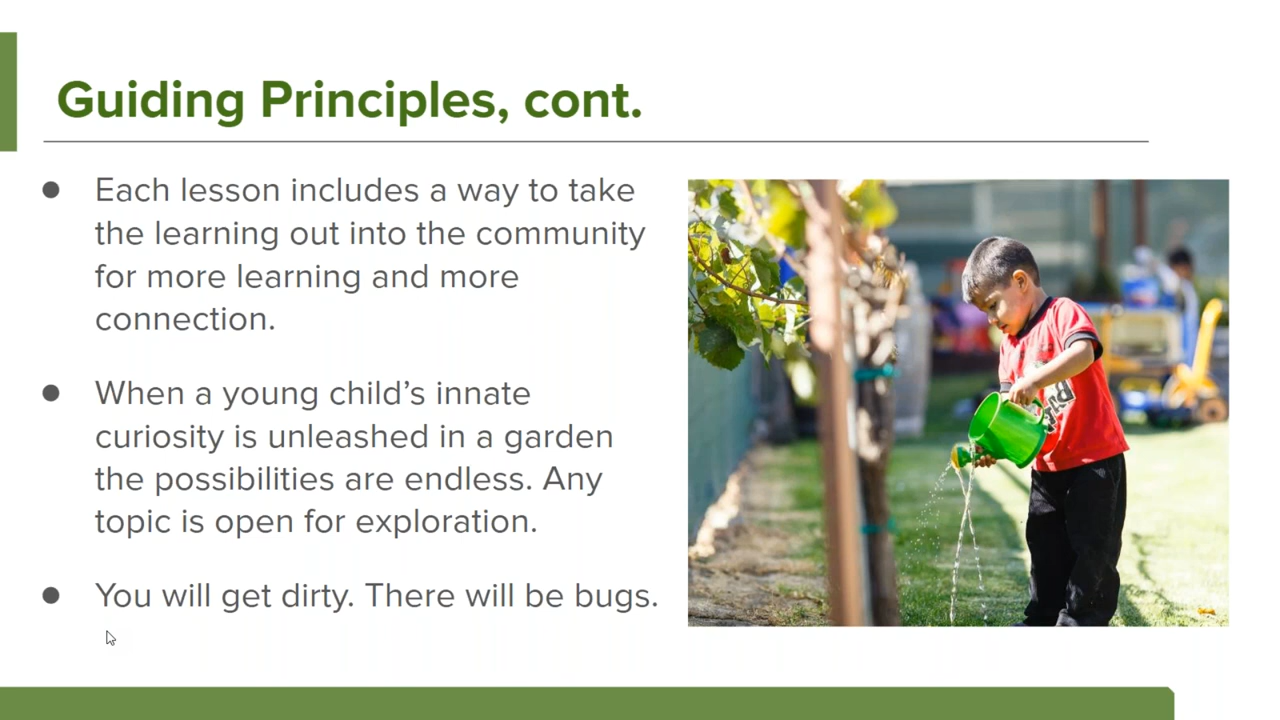 Guiding Principles, cont.
● Each lesson includes a way to take
the learning out into the community
for more learning and more
connection.
● When a young child’s innate
curiosity is unleashed in a garden
the possibilities are endless. Any
topic is open for exploration.
● You will get dirty. There will be bugs.